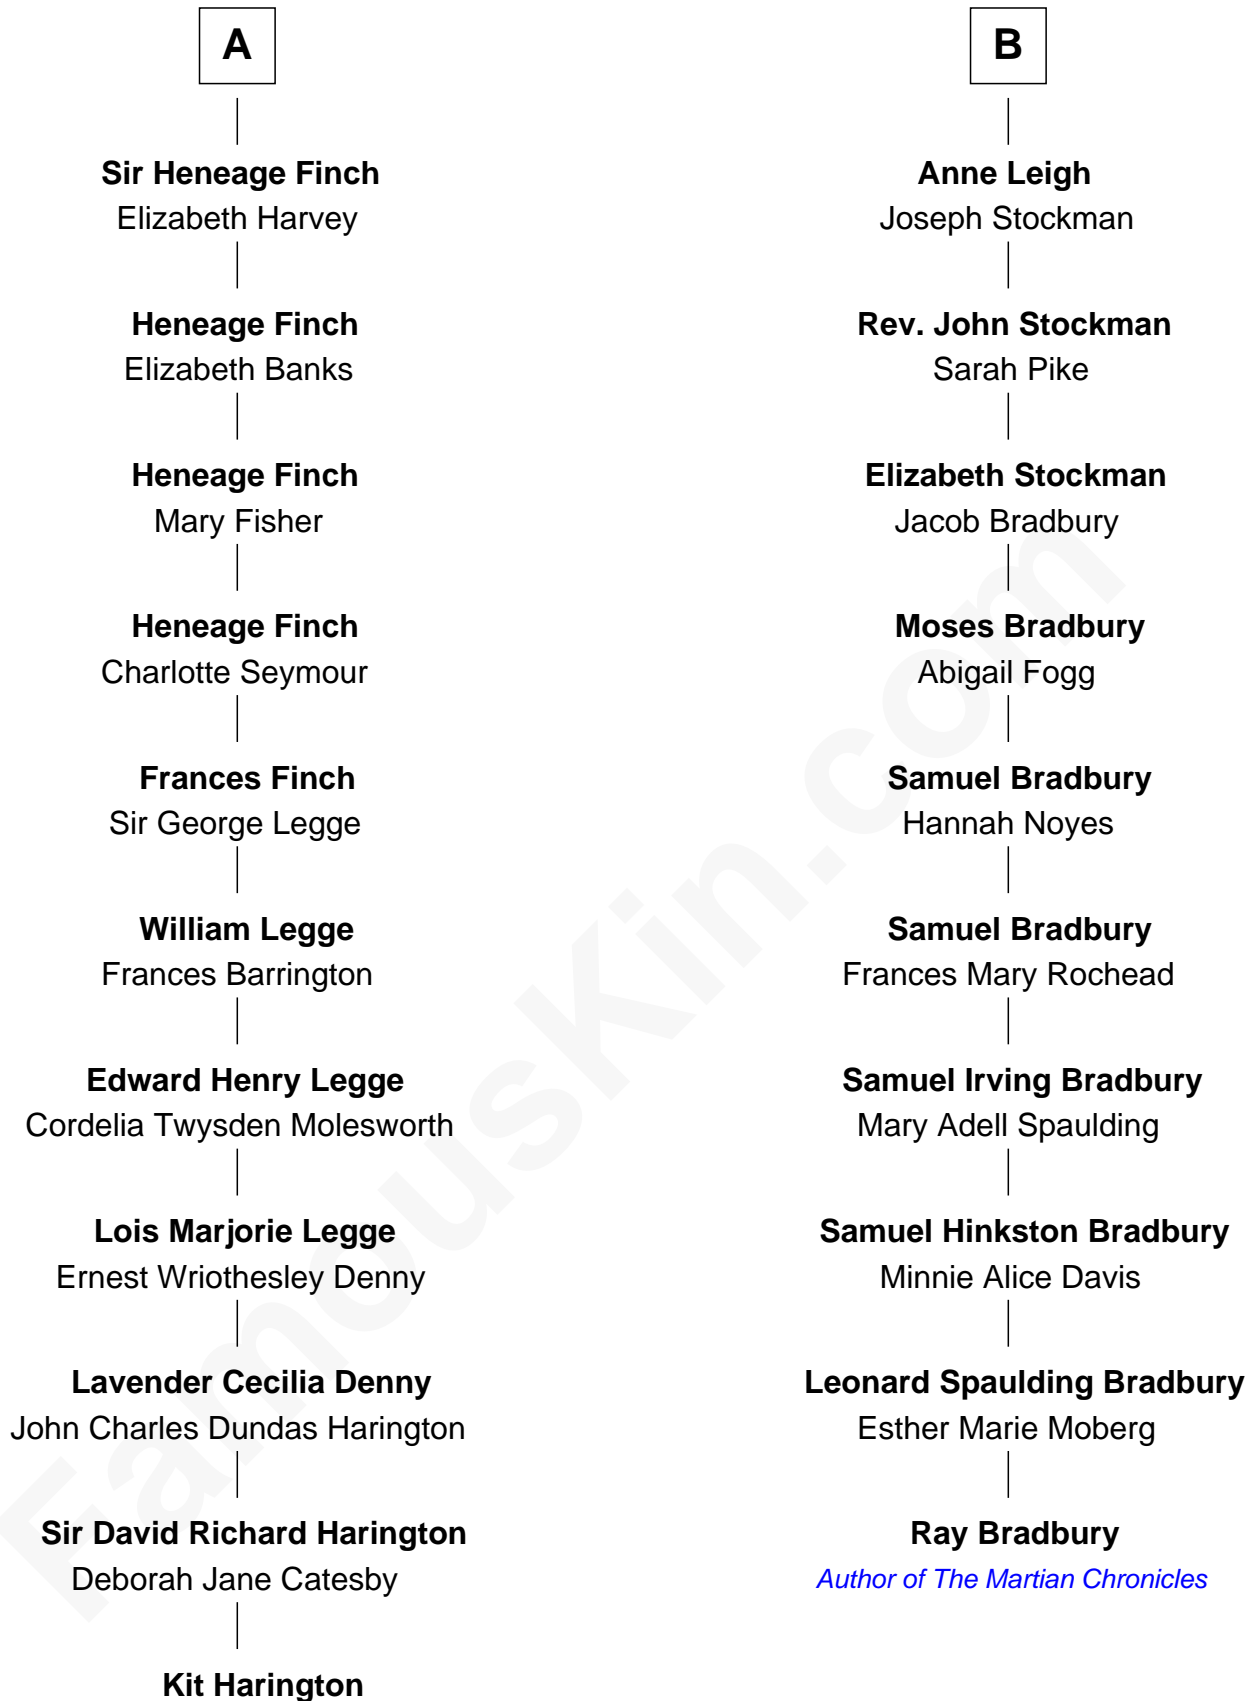 A
Sir Heneage Finch
Elizabeth Harvey
Heneage Finch
Elizabeth Banks
Heneage Finch
Mary Fisher
Heneage Finch
Charlotte Seymour
Frances Finch
Sir George Legge
William Legge
Frances Barrington
Edward Henry Legge
Cordelia Twysden Molesworth
Lois Marjorie Legge
Ernest Wriothesley Denny
Lavender Cecilia Denny
John Charles Dundas Harington
Sir David Richard Harington
Deborah Jane Catesby
Kit Harington
B
Anne Leigh
Joseph Stockman
Rev. John Stockman
Sarah Pike
Elizabeth Stockman
Jacob Bradbury
Moses Bradbury
Abigail Fogg
Samuel Bradbury
Hannah Noyes
Samuel Bradbury
Frances Mary Rochead
Samuel Irving Bradbury
Mary Adell Spaulding
Samuel Hinkston Bradbury
Minnie Alice Davis
Leonard Spaulding Bradbury
Esther Marie Moberg
Ray Bradbury
Author of The Martian Chronicles
FamousKin.com